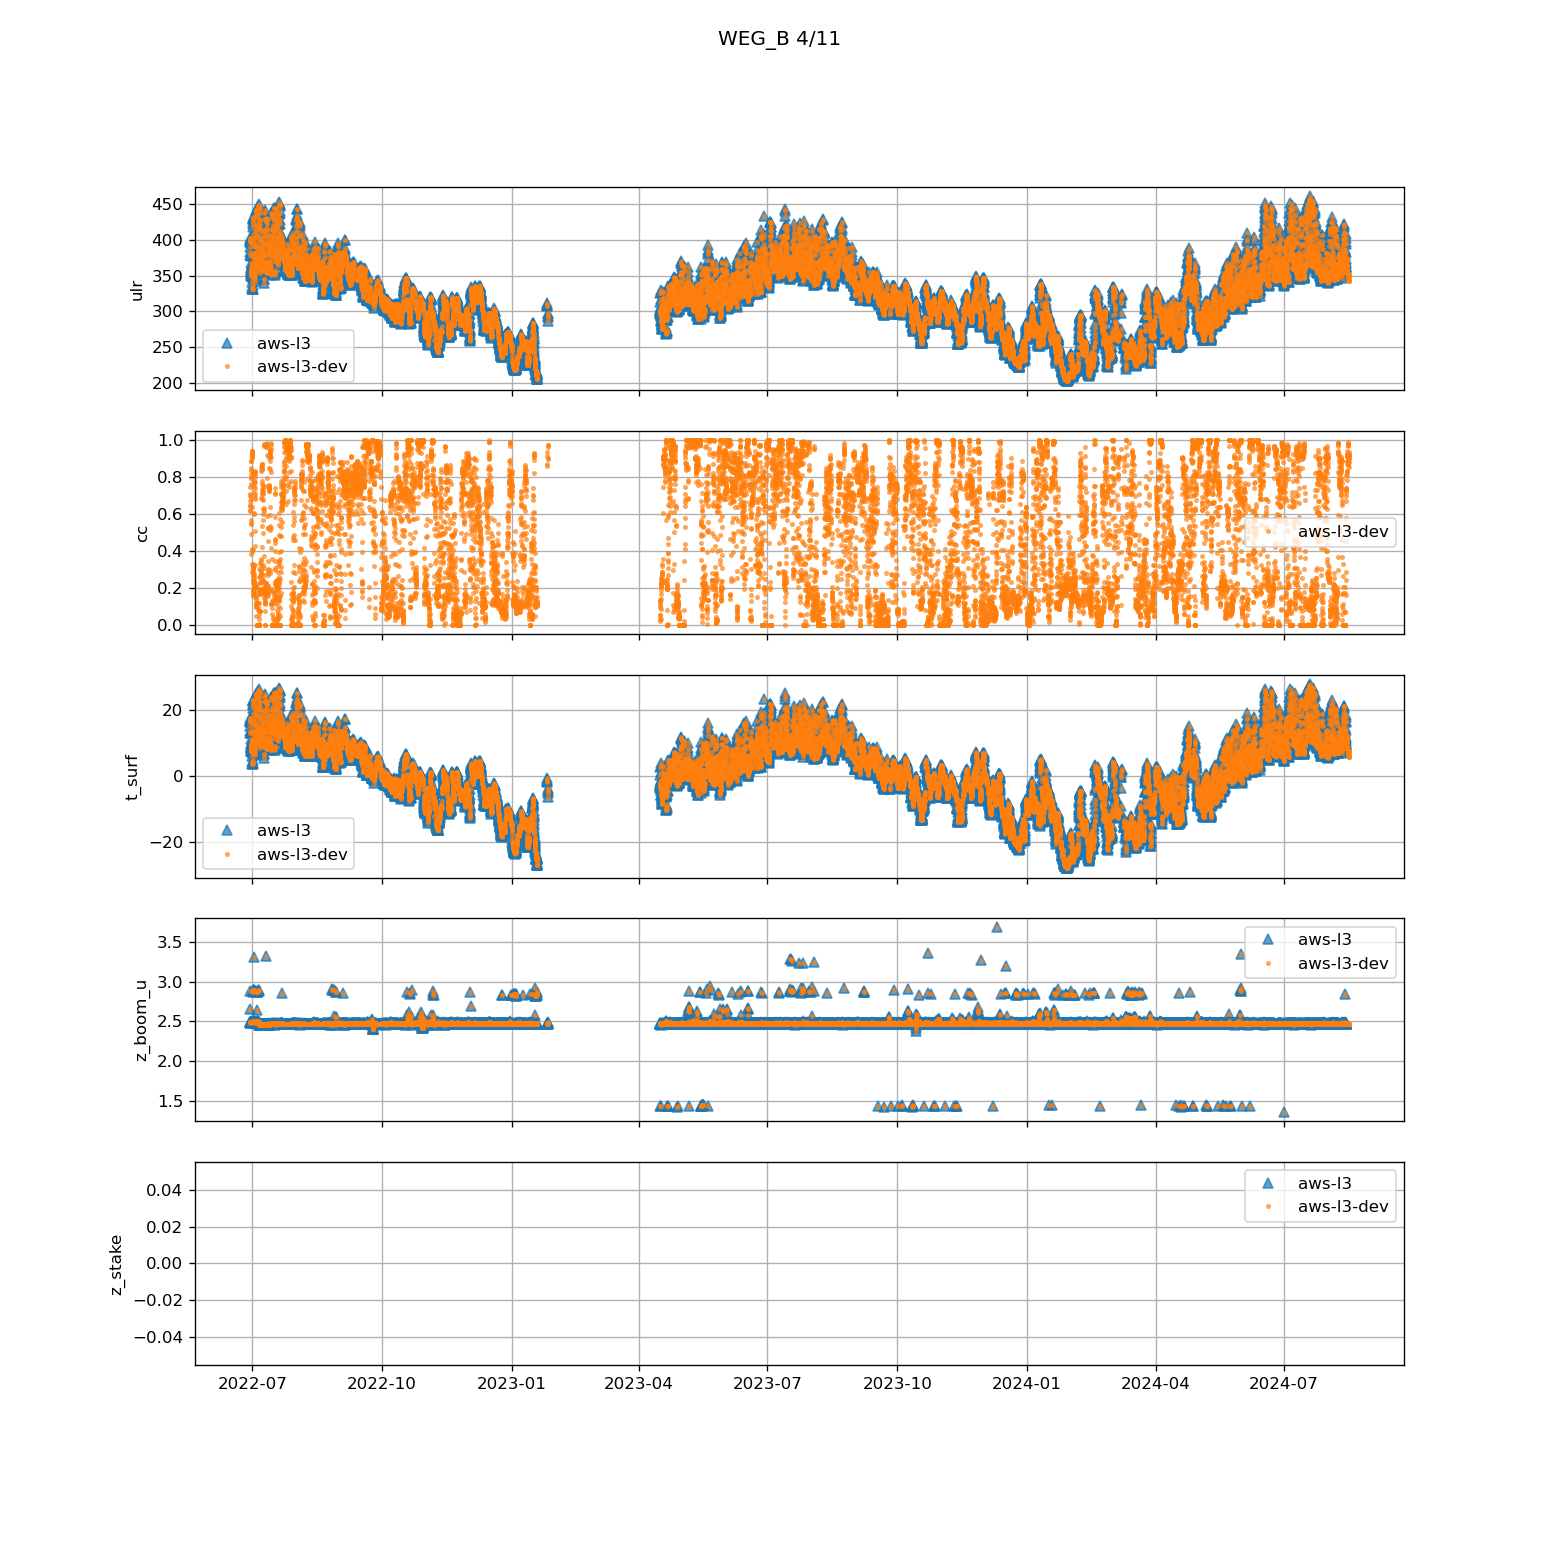 WEG_B 4/11
450
400
350
300
250
200
ulr
aws-l3
aws-l3-dev
1.0
0.8
0.6
0.4
0.2
0.0
cc
aws-l3-dev
20
0
−20
t_surf
aws-l3
aws-l3-dev
3.5
3.0
2.5
2.0
1.5
z_boom_u
aws-l3
aws-l3-dev
0.04
0.02
0.00
−0.02
−0.04
z_stake
aws-l3
aws-l3-dev
2022-07 2022-10 2023-01 2023-04 2023-07 2023-10 2024-01 2024-04 2024-07